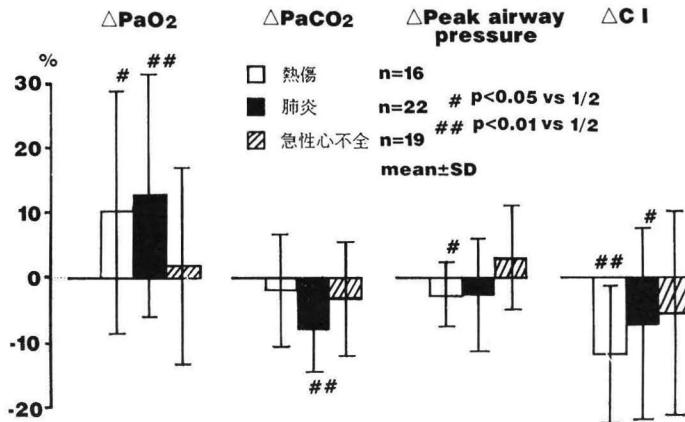 △PaO2
△PaCO2
△Peak airway pressure
△C I
%
30
20
10
0
-10
-20
# ##
熱傷 n=16
肺炎 n=22
急性心不全 n=19
# p<0.05 vs 1/2
## p<0.01 vs 1/2
mean±SD
##
#
## #